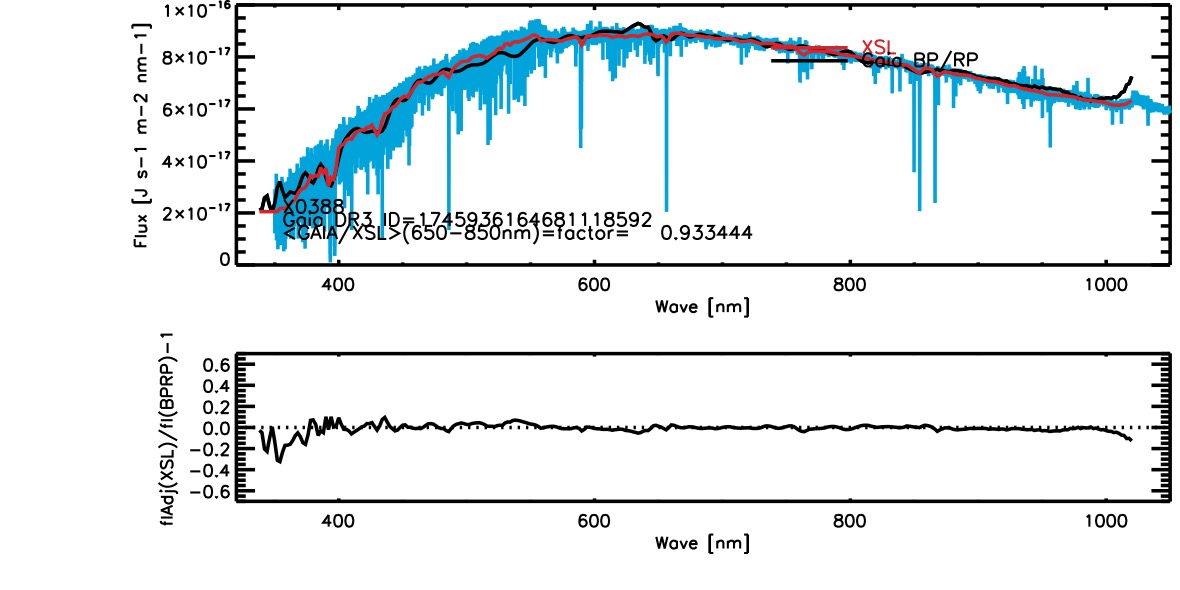 1×10−16
8×10−17
6×10−17
4×10−17
2×10−17
0
Flux [J s−1 m−2 nm−1]
XSL
Gaia BP/RP
X0388
Gaia DR3 ID=1745936164681118592
<GAIA/XSL>(650−850nm)=factor= 0.933444
400 600 800 1000
Wave [nm]
flAdj(XSL)/fl(BPRP)−1
0.6
0.4
0.2
0.0
−0.2
−0.4
−0.6
400 600 800 1000
Wave [nm]